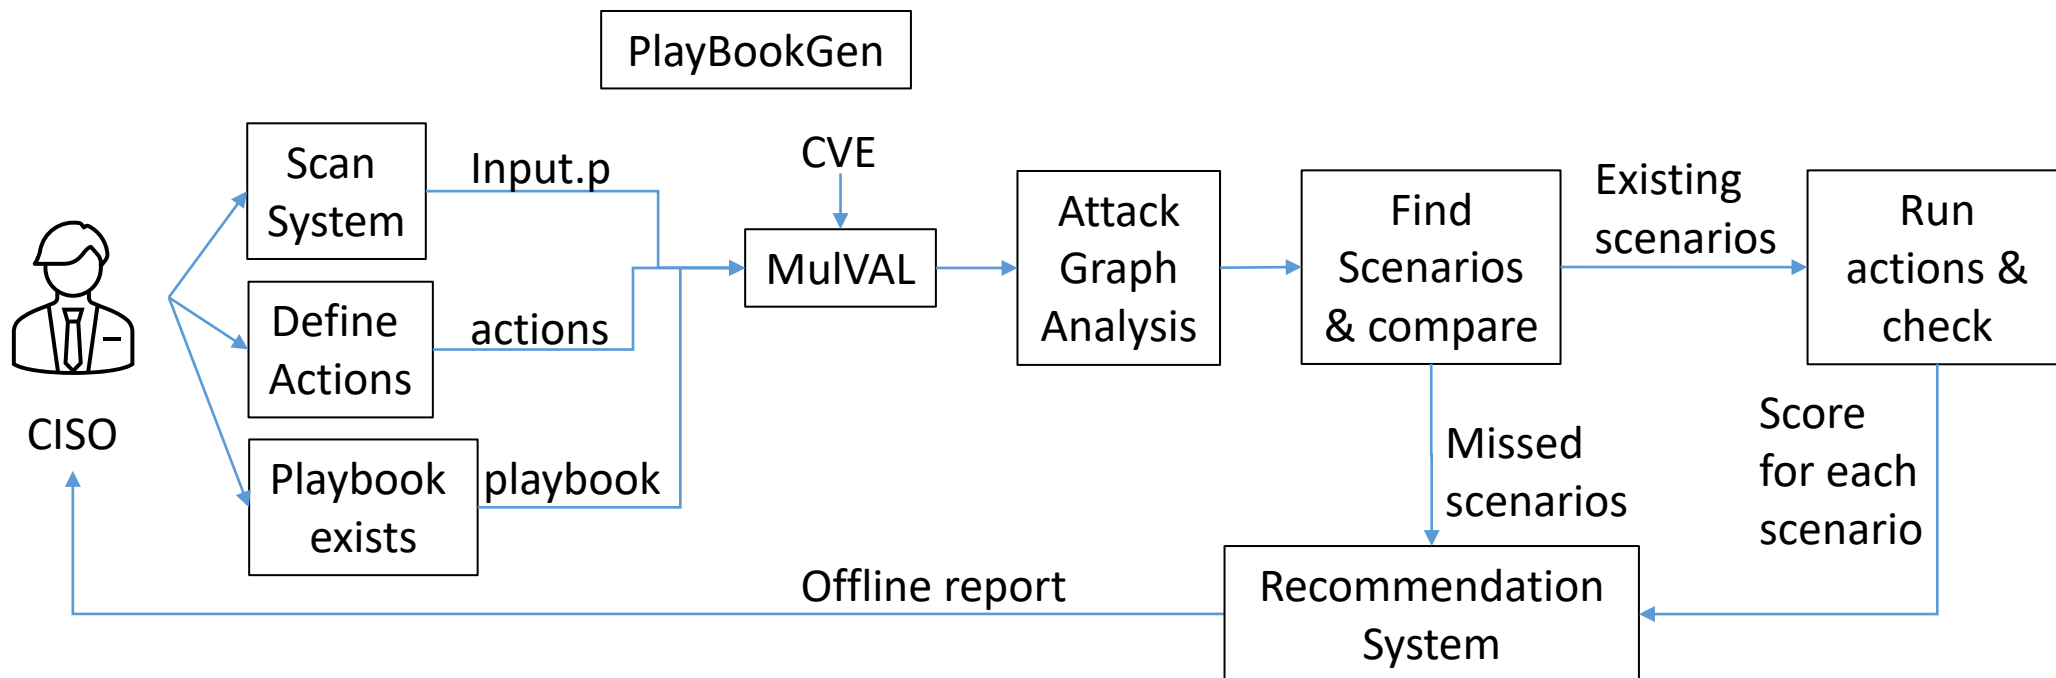 PlayBookGen
Scan
System
Input.p
CVE
MulVAL
Attack
Graph
Analysis
Find
Scenarios
& compare
Existing
scenarios
Run
actions &
check
CISO
Define
Actions
actions
Playbook
exists
playbook
Missed
scenarios
Score
for each
scenario
Offline report
Recommendation
System